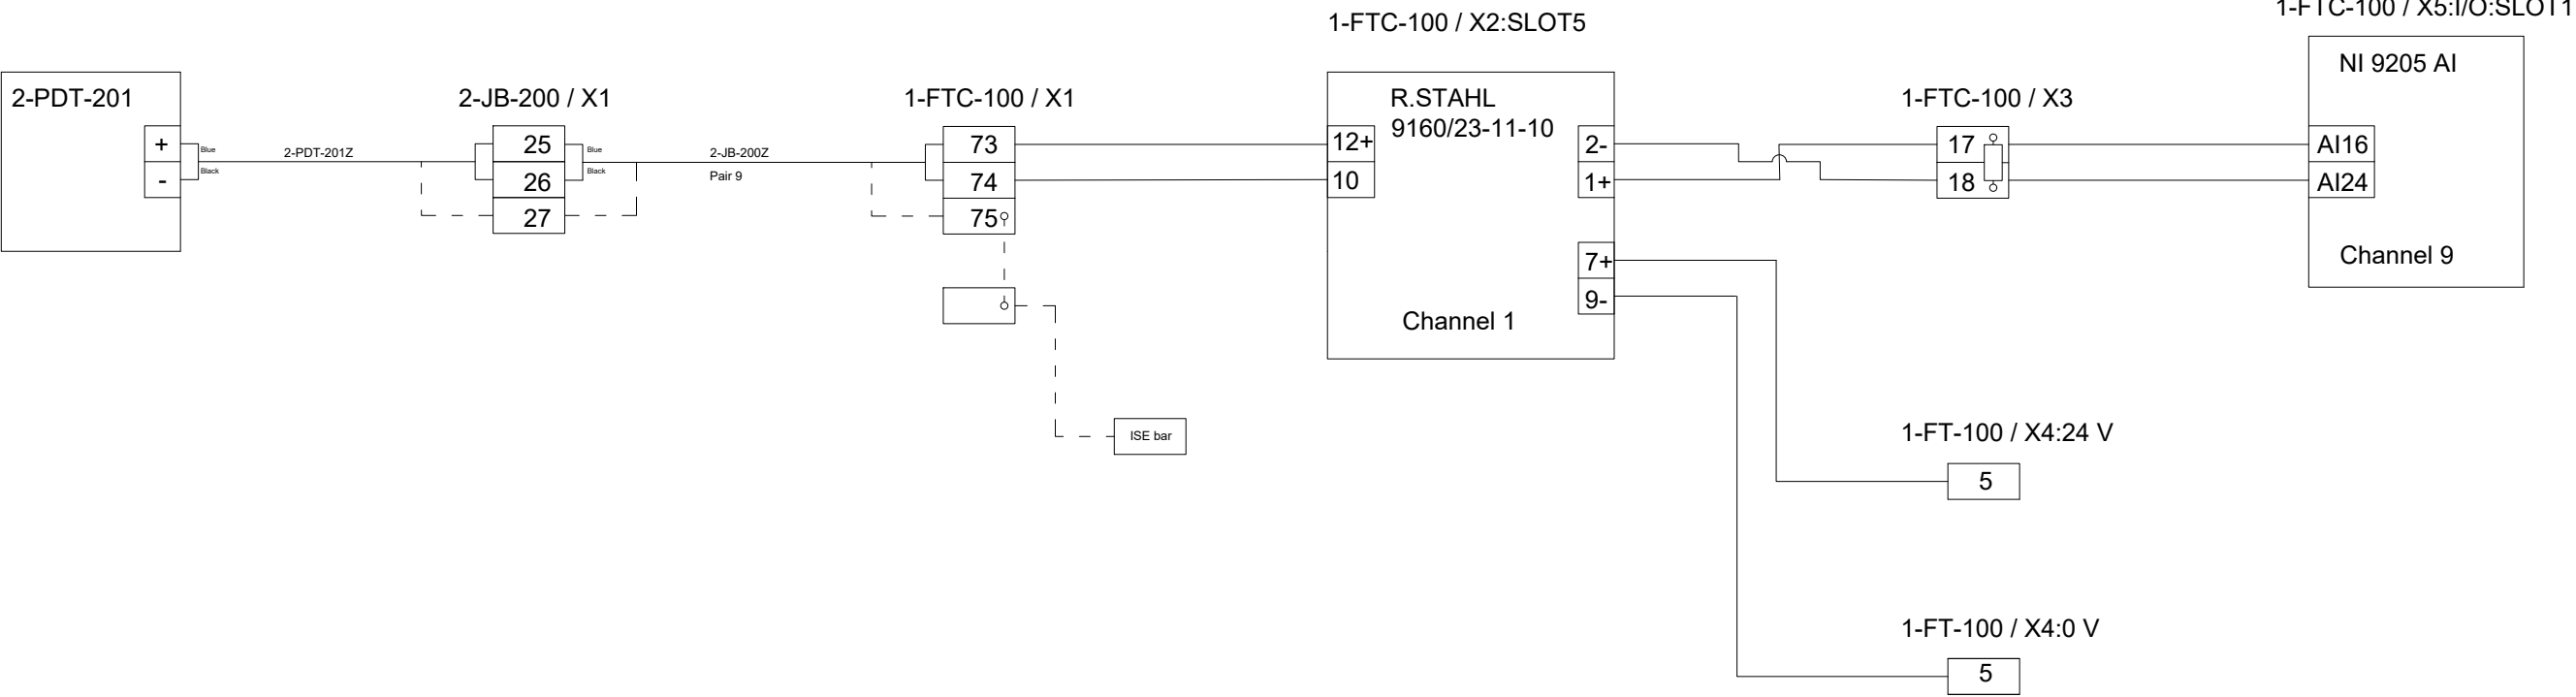 1-FTC-100 / X2:SLOT5
1-FTC-100 / X5:I/O:SLOT1
2-PDT-201
+
-
Blue
Black
2-PDT-201Z
2-JB-200 / X1
25
26
27
Blue
Black
2-JB-200Z
Pair 9
1-FTC-100 / X1
73
74
75
ISE bar
R.STAHL
9160/23-11-10
12+
10
2-
1+
7+
9-
Channel 1
1-FTC-100 / X3
17
18
NI 9205 AI
AI16
AI24
Channel 9
1-FT-100 / X4:24 V
5
1-FT-100 / X4:0 V
5